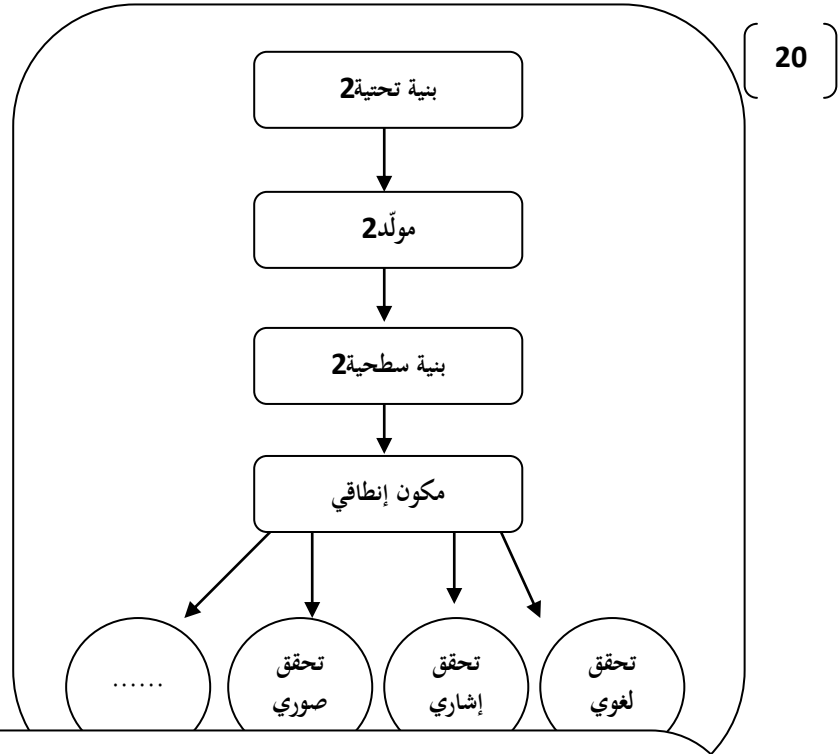 20
بنية تحتية2
مولّد2
بنية سطحية2
مكون إنطاقي
تحقق
لغوي
تحقق
إشاري
تحقق
صوري
......